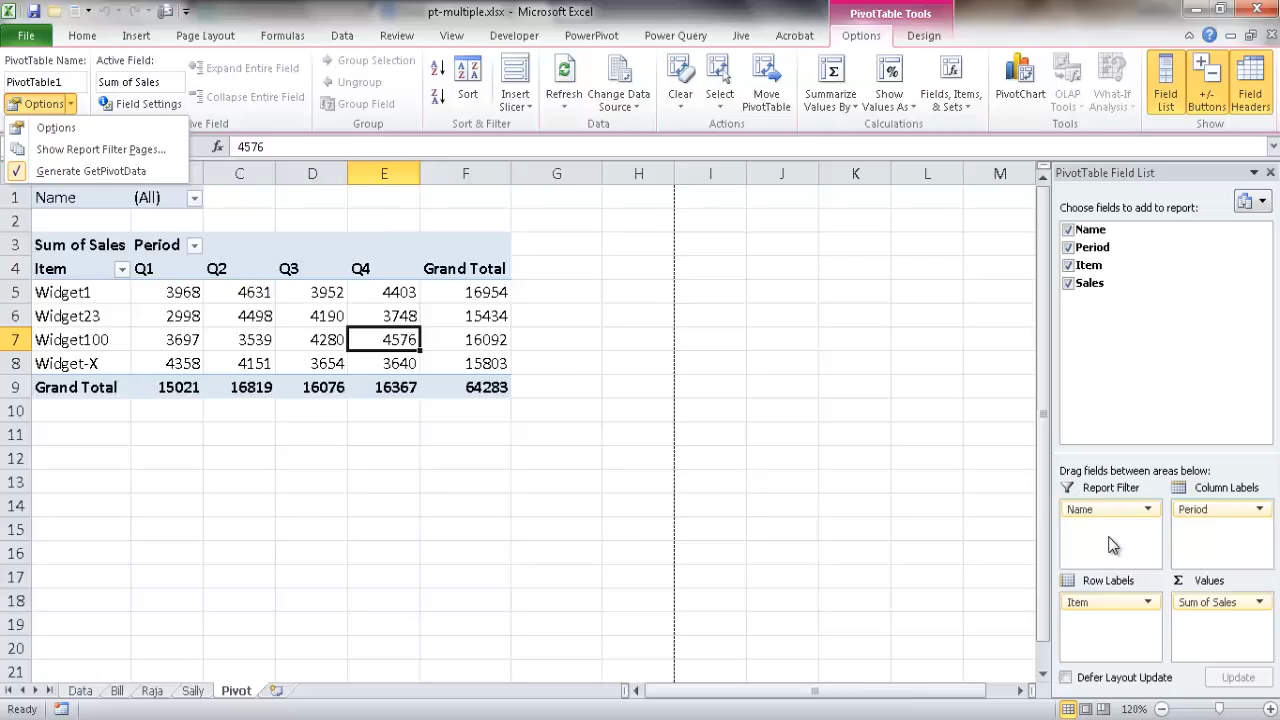 pt-multiple.xlsx - Microsoft Excel
PivotTable Tools
File Home Insert Page Layout Formulas Data Review View Developer PowerPivot Power Query Jive Acrobat Options Design
PivotTable Name:
PivotTable1
Options
Active Field:
Sum of Sales
Field Settings
Expand Entire Field
Collapse Entire Field
ve Field
Group Selection
Ungroup
Group Field
Group
Sort
Insert Slicer
Sort & Filter
Refresh
Change Data Source
Data
Clear
Select
Move PivotTable
Actions
Summarize Values By
Show Values As
Fields, Items, & Sets
Calculations
PivotChart
OLAP Tools
What-If Analysis
Tools
Field List
+/- Buttons
Field Headers
Show
Options
Show Report Filter Pages...
Generate GetPivotData
fx 4576
C D E F G H I J K L M
1 Name (All)
2
3 Sum of Sales Period
4 Item Q1 Q2 Q3 Q4 Grand Total
5 Widget1 3968 4631 3952 4403 16954
6 Widget23 2998 4498 4190 3748 15434
7 Widget100 3697 3539 4280 4576 16092
8 Widget-X 4358 4151 3654 3640 15803
9 Grand Total 15021 16819 16076 16367 64283
10
11
12
13
14
15
16
17
18
19
20
21
PivotTable Field List
Choose fields to add to report:
Name
Period
Item
Sales
Drag fields between areas below:
Report Filter Column Labels
Name Period
Row Labels Σ Values
Item Sum of Sales
Defer Layout Update Update
Data Bill Raja Sally Pivot
Ready 120%